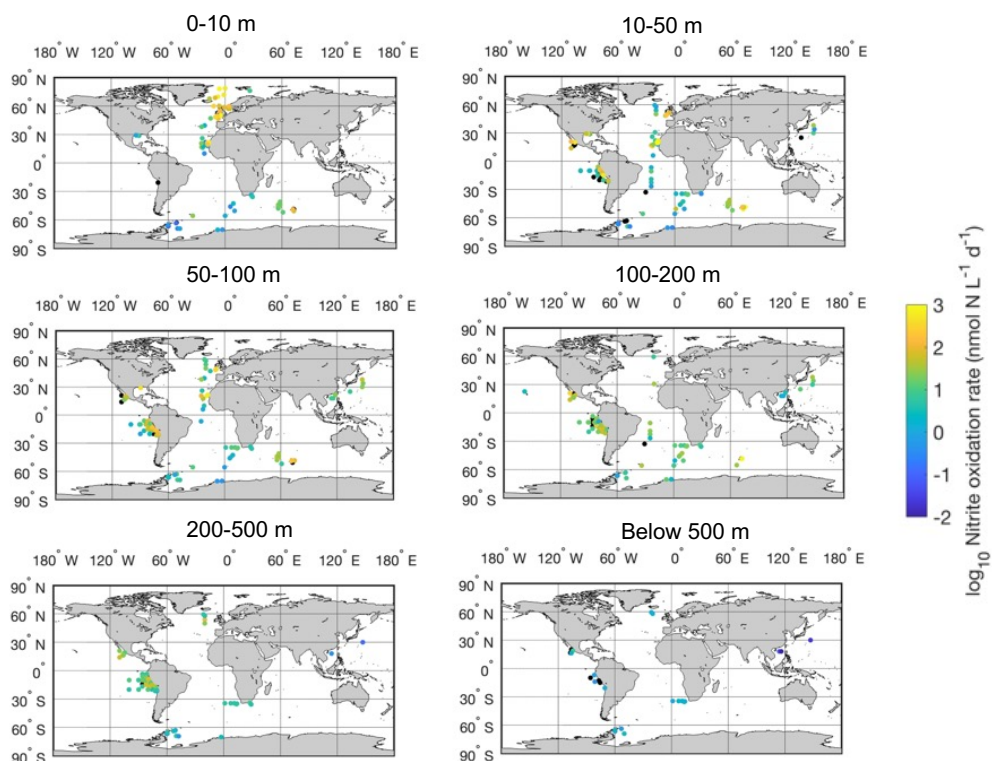 0-10 m
10-50 m
180° W 120° W 60° W 0° 60° E 120° E 180° E
180° W 120° W 60° W 0° 60° E 120° E 180° E
90° N
60° N
30° N
0°
30° S
60° S
90° S
90° N
60° N
30° N
0°
30° S
60° S
90° S
50-100 m
100-200 m
180° W 120° W 60° W 0° 60° E 120° E 180° E
180° W 120° W 60° W 0° 60° E 120° E 180° E
90° N
60° N
30° N
0°
30° S
60° S
90° S
90° N
60° N
30° N
0°
30° S
60° S
90° S
200-500 m
Below 500 m
180° W 120° W 60° W 0° 60° E 120° E 180° E
180° W 120° W 60° W 0° 60° E 120° E 180° E
90° N
60° N
30° N
0°
30° S
60° S
90° S
90° N
60° N
30° N
0°
30° S
60° S
90° S
3
2
1
0
-1
-2
log₁₀ Nitrite oxidation rate (nmol N L⁻¹ d⁻¹)